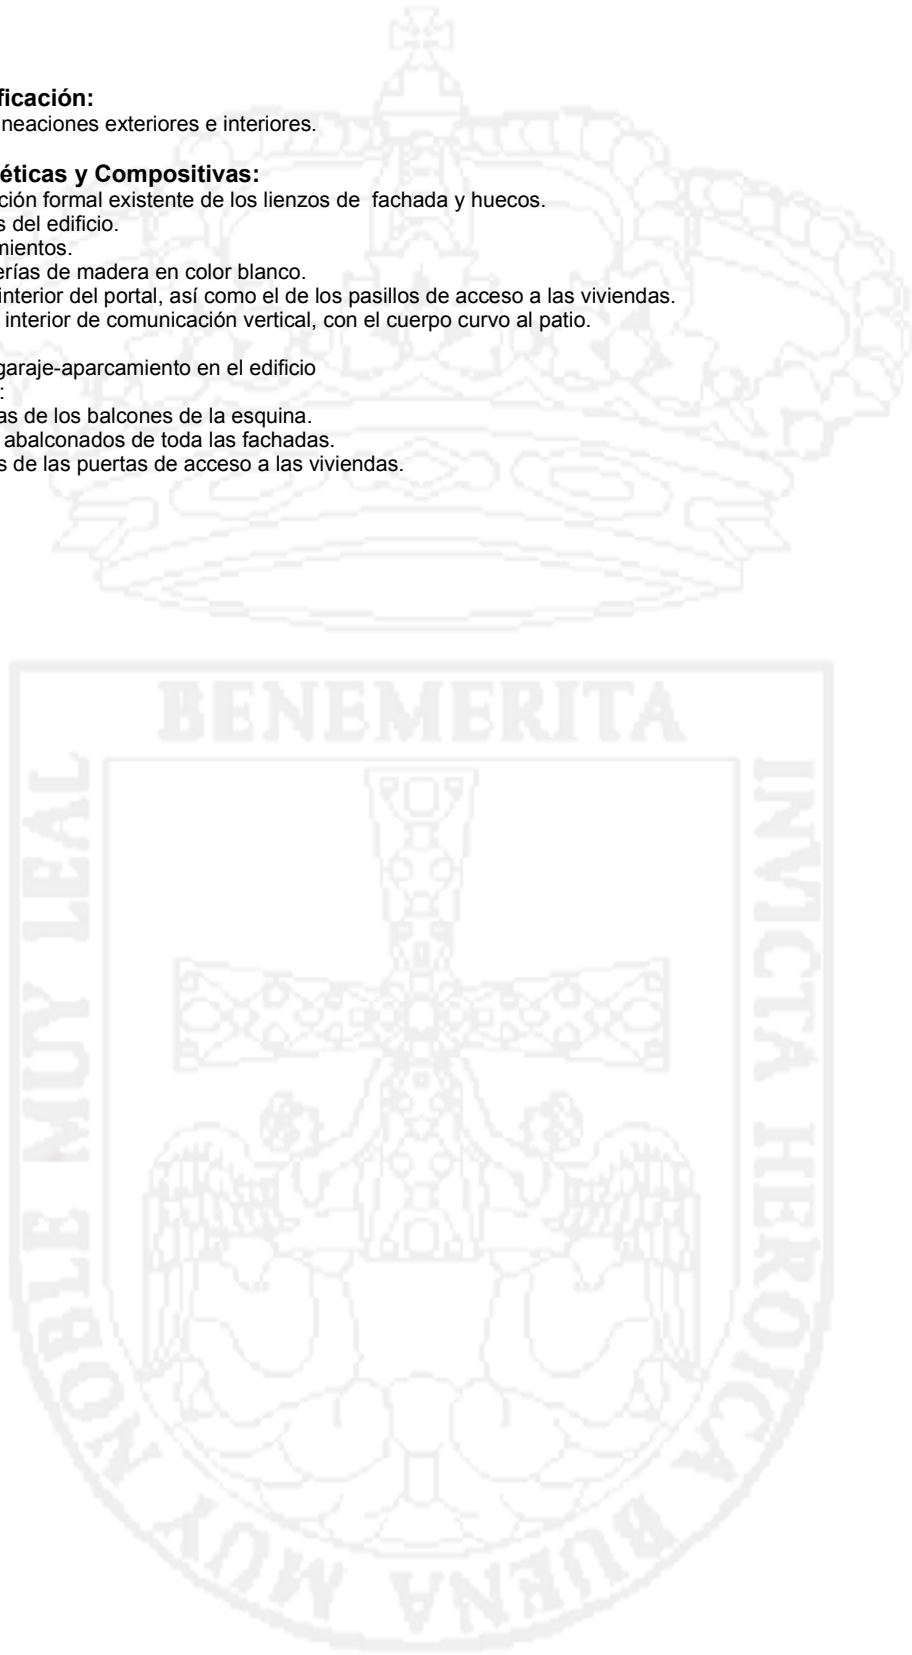 ficación:
neaciones exteriores e interiores.
éticas y Compositivas:
ción formal existente de los lienzos de fachada y huecos.
s del edificio.
mientos.
erías de madera en color blanco.
interior del portal, así como el de los pasillos de acceso a las viviendas.
interior de comunicación vertical, con el cuerpo curvo al patio.
garaje-aparcamiento en el edificio
:
as de los balcones de la esquina.
abalconados de toda las fachadas.
s de las puertas de acceso a las viviendas.
BENEMERITA
INVICTA HEROICA BUENA
MUY NOBLE MUY LEAL